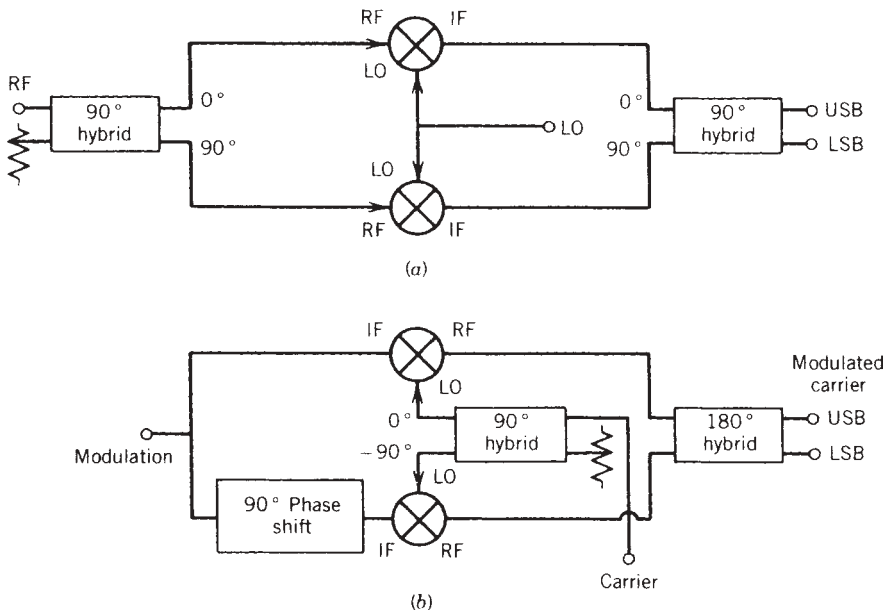 RF IF
LO
RF
0°
90°
hybrid
90°
LO
LO
RF IF
0°
90°
90°
hybrid
USB
LSB
(a)
IF RF
LO
Modulation
0°
−90°
90°
hybrid
LO
90° Phase
shift
IF RF
180°
hybrid
Modulated
carrier
USB
LSB
Carrier
(b)